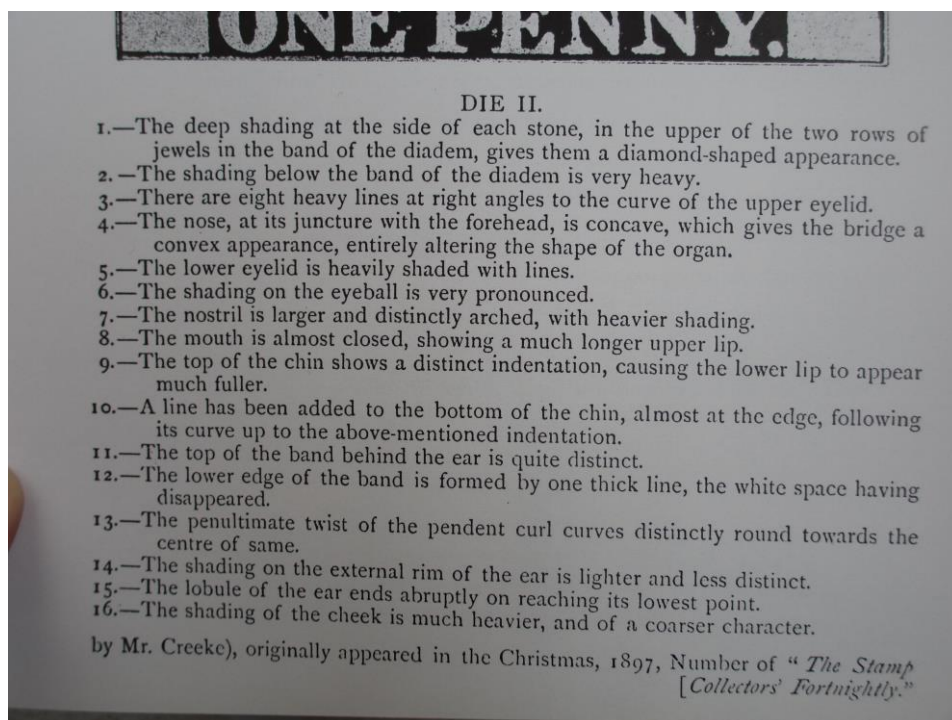 ONE PENNY.
DIE II.
1.—The deep shading at the side of each stone, in the upper of the two rows of
jewels in the band of the diadem, gives them a diamond-shaped appearance.
2.—The shading below the band of the diadem is very heavy.
3.—There are eight heavy lines at right angles to the curve of the upper eyelid.
4.—The nose, at its juncture with the forehead, is concave, which gives the bridge a
convex appearance, entirely altering the shape of the organ.
5.—The lower eyelid is heavily shaded with lines.
6.—The shading on the eyeball is very pronounced.
7.—The nostril is larger and distinctly arched, with heavier shading.
8.—The mouth is almost closed, showing a much longer upper lip.
9.—The top of the chin shows a distinct indentation, causing the lower lip to appear
much fuller.
10.—A line has been added to the bottom of the chin, almost at the edge, following
its curve up to the above-mentioned indentation.
11.—The top of the band behind the ear is quite distinct.
12.—The lower edge of the band is formed by one thick line, the white space having
disappeared.
13.—The penultimate twist of the pendent curl curves distinctly round towards the
centre of same.
14.—The shading on the external rim of the ear is lighter and less distinct.
15.—The lobule of the ear ends abruptly on reaching its lowest point.
16.—The shading of the cheek is much heavier, and of a coarser character.
by Mr. Creeke), originally appeared in the Christmas, 1897, Number of "The Stamp
[Collectors' Fortnightly."